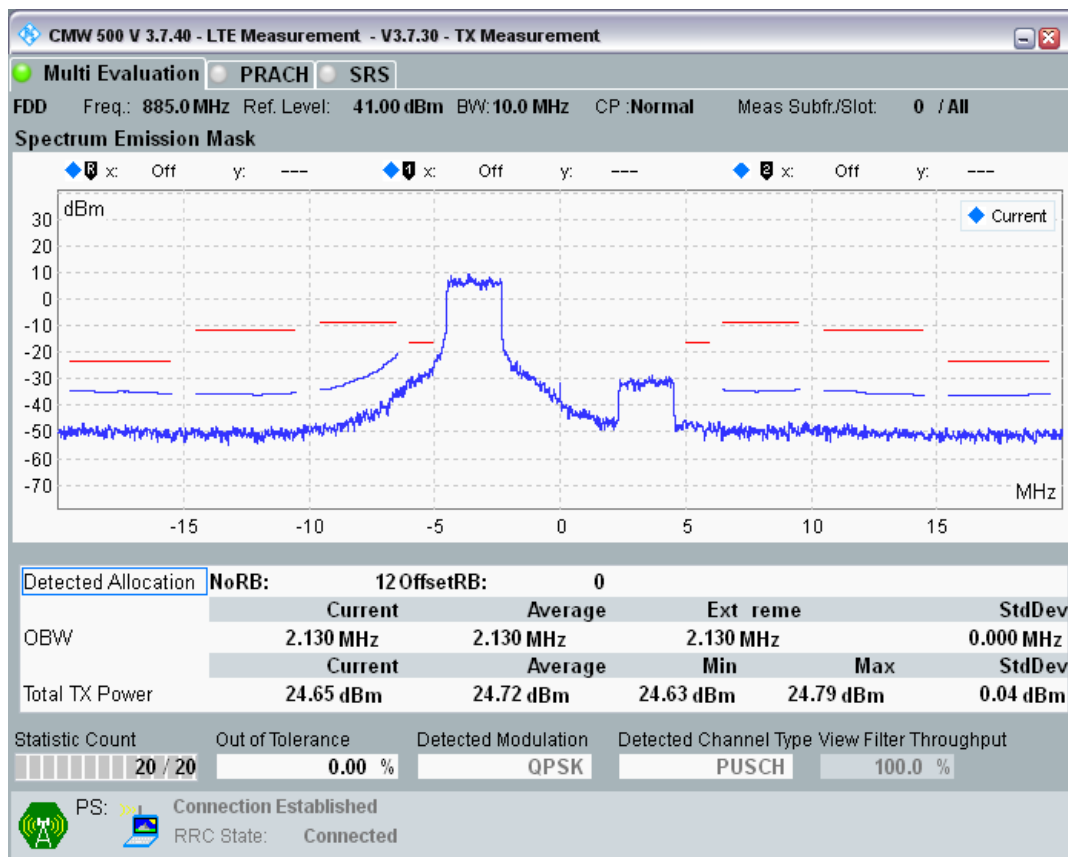 CMW 500 V 3.7.40 - LTE Measurement - V3.7.30 - TX Measurement
Multi Evaluation PRACH SRS
FDD Freq.: 885.0 MHz Ref. Level: 41.00 dBm BW: 10.0 MHz CP :Normal Meas Subfr./Slot: 0 / All
Spectrum Emission Mask
R x: Off y: --- 1 x: Off y: --- 2 x: Off y: ---
dBm
Current
30
20
10
0
-10
-20
-30
-40
-50
-60
-70
MHz
-15 -10 -5 0 5 10 15
Detected Allocation NoRB: 12 OffsetRB: 0
Current Average Ext reme StdDev
OBW 2.130 MHz 2.130 MHz 2.130 MHz 0.000 MHz
Current Average Min Max StdDev
Total TX Power 24.65 dBm 24.72 dBm 24.63 dBm 24.79 dBm 0.04 dBm
Statistic Count Out of Tolerance Detected Modulation Detected Channel Type View Filter Throughput
20 / 20 0.00 % QPSK PUSCH 100.0 %
PS: Connection Established
RRC State: Connected